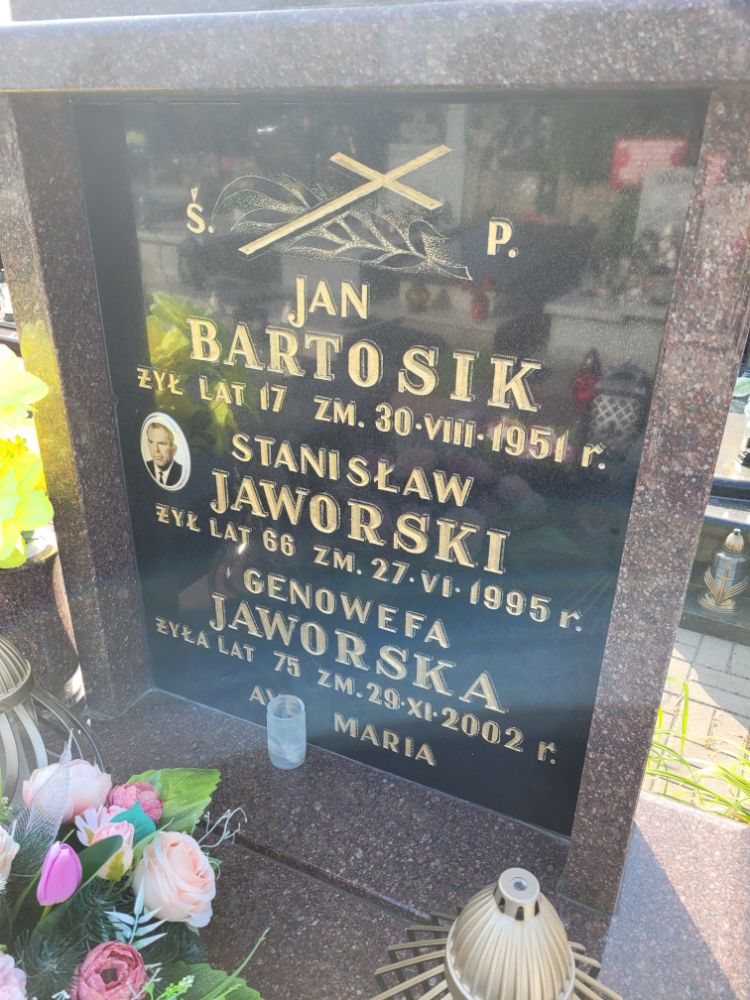 Ś. P.
JAN
BARTOSIK
ŻYŁ LAT 17 ZM. 30·VIII·1951 r.
STANISŁAW
JAWORSKI
ŻYŁ LAT 66 ZM. 27·VI·1995 r.
GENOWEFA
JAWORSKA
ŻYŁA LAT 75 ZM. 29·XI·2002 r.
MARIA